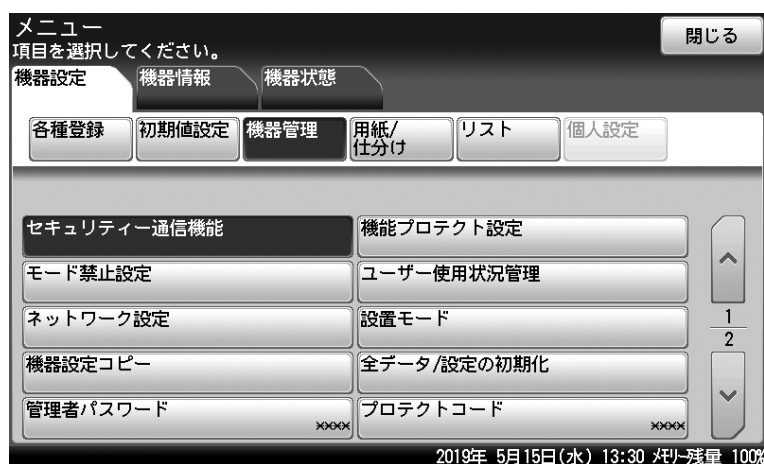 メニュー
項目を選択してください。
閉じる
機器設定 機器情報 機器状態
各種登録 初期値設定 機器管理 用紙/
仕分け リスト 個人設定
セキュリティー通信機能 機能プロテクト設定
モード禁止設定 ユーザー使用状況管理
ネットワーク設定 設置モード
1
2
機器設定コピー 全データ/設定の初期化
管理者パスワード ×××× プロテクトコード ××××
2019年 5月15日(水) 13:30 メモリー残量 100%